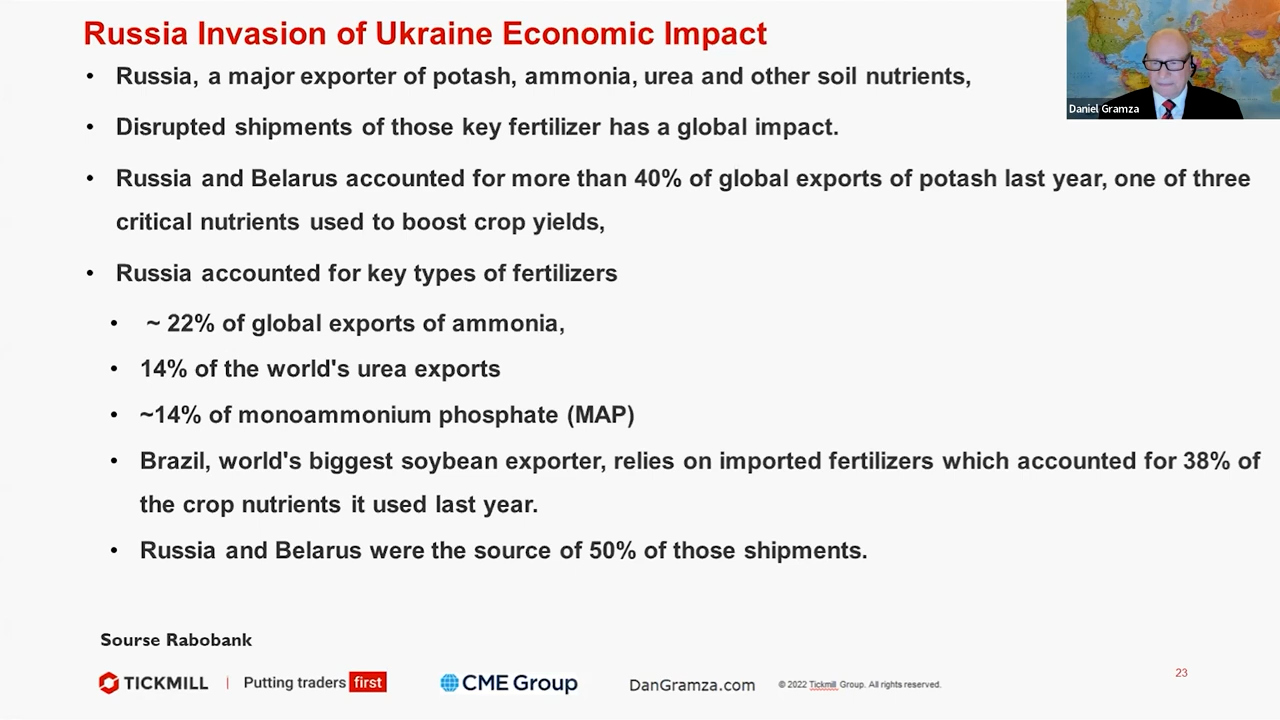 Russia Invasion of Ukraine Economic Impact
• Russia, a major exporter of potash, ammonia, urea and other soil nutrients,
• Disrupted shipments of those key fertilizer has a global impact.
• Russia and Belarus accounted for more than 40% of global exports of potash last year, one of three
critical nutrients used to boost crop yields,
• Russia accounted for key types of fertilizers
• ~ 22% of global exports of ammonia,
• 14% of the world's urea exports
• ~14% of monoammonium phosphate (MAP)
• Brazil, world's biggest soybean exporter, relies on imported fertilizers which accounted for 38% of
the crop nutrients it used last year.
• Russia and Belarus were the source of 50% of those shipments.
Daniel Gramza
Sourse Rabobank
TICKMILL | Putting traders first
CME Group
DanGramza.com
© 2022 Tickmill Group. All rights reserved.
23